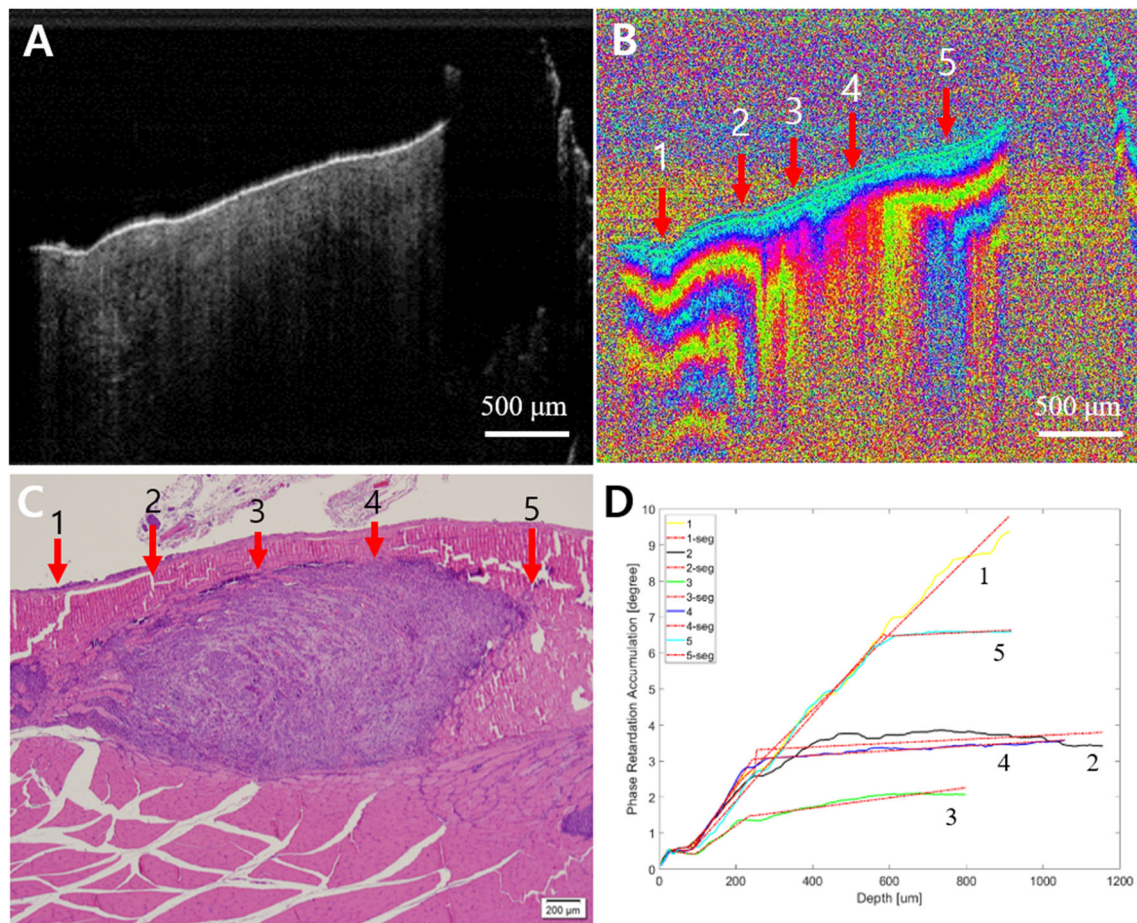 A
500 μm
B
1
2
3
4
5
500 μm
C
1
2
3
4
5
200 μm
D
Phase Retardation Accumulation [degree]
10
9
8
7
6
5
4
3
2
1
0
1
1-seg
2
2-seg
3
3-seg
4
4-seg
5
5-seg
1
5
4
2
3
0
200
400
600
800
1000
1200
Depth [um]